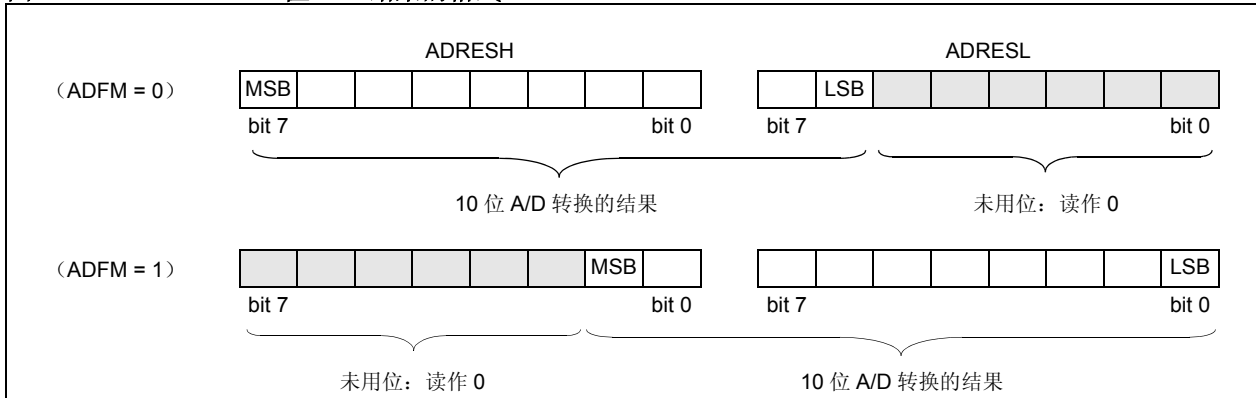 ADRESH ADRESL
（ADFM = 0） MSB LSB
bit 7 bit 0 bit 7 bit 0
10 位 A/D 转换的结果 未用位：读作 0
（ADFM = 1） MSB LSB
bit 7 bit 0 bit 7 bit 0
未用位：读作 0 10 位 A/D 转换的结果